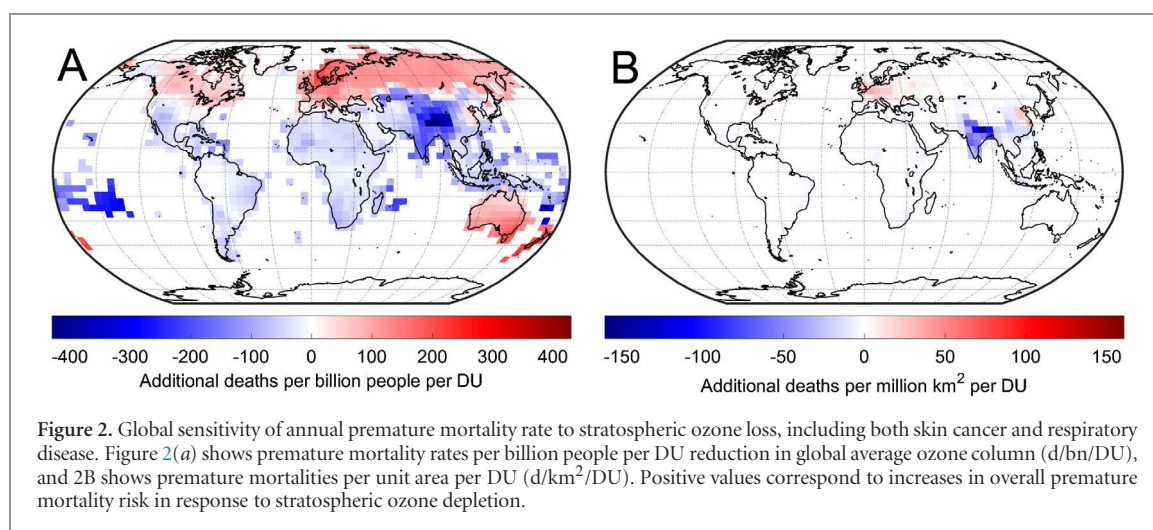 A
B
-400 -300 -200 -100 0 100 200 300 400
Additional deaths per billion people per DU
-150 -100 -50 0 50 100 150
Additional deaths per million km² per DU
Figure 2. Global sensitivity of annual premature mortality rate to stratospheric ozone loss, including both skin cancer and respiratory
disease. Figure 2(a) shows premature mortality rates per billion people per DU reduction in global average ozone column (d/bn/DU),
and 2B shows premature mortalities per unit area per DU (d/km²/DU). Positive values correspond to increases in overall premature
mortality risk in response to stratospheric ozone depletion.